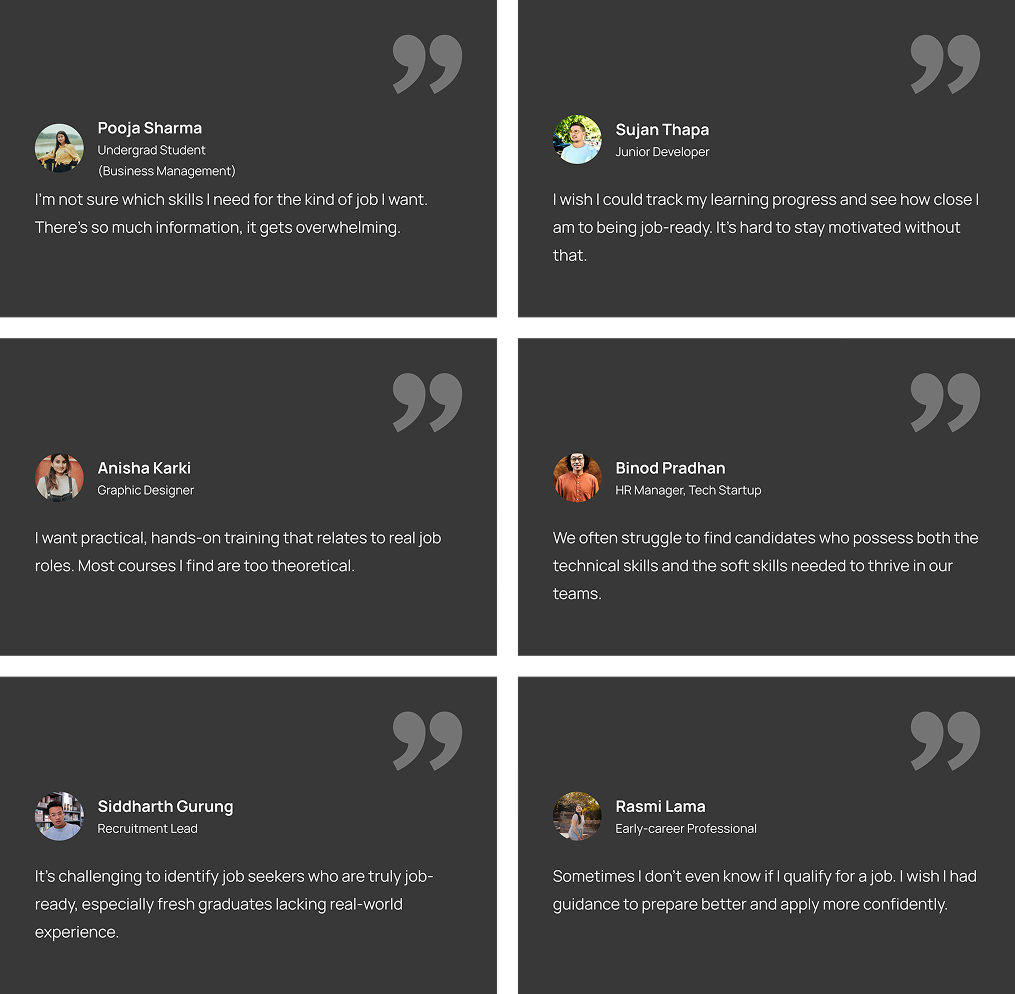 ”
Pooja Sharma
Undergrad Student
(Business Management)
I’m not sure which skills I need for the kind of job I want.
There’s so much information, it gets overwhelming.
”
Sujan Thapa
Junior Developer
I wish I could track my learning progress and see how close I
am to being job-ready. It’s hard to stay motivated without
that.
”
Anisha Karki
Graphic Designer
I want practical, hands-on training that relates to real job
roles. Most courses I find are too theoretical.
”
Binod Pradhan
HR Manager, Tech Startup
We often struggle to find candidates who possess both the
technical skills and the soft skills needed to thrive in our
teams.
”
Siddharth Gurung
Recruitment Lead
It’s challenging to identify job seekers who are truly job-
ready, especially fresh graduates lacking real-world
experience.
”
Rasmi Lama
Early-career Professional
Sometimes I don’t even know if I qualify for a job. I wish I had
guidance to prepare better and apply more confidently.